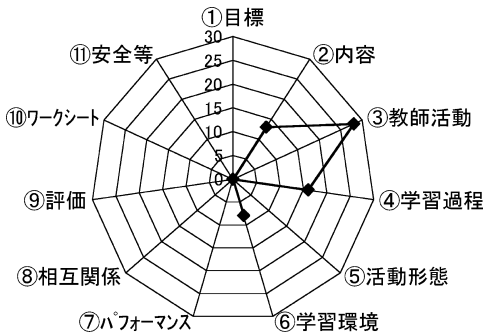 ①目標
②内容
③教師活動
④学習過程
⑤活動形態
⑥学習環境
⑦ﾊﾟﾌｫｰﾏﾝｽ
⑧相互関係
⑨評価
⑩ﾜｰｸｼｰﾄ
⑪安全等
30
25
20
15
10
5
0